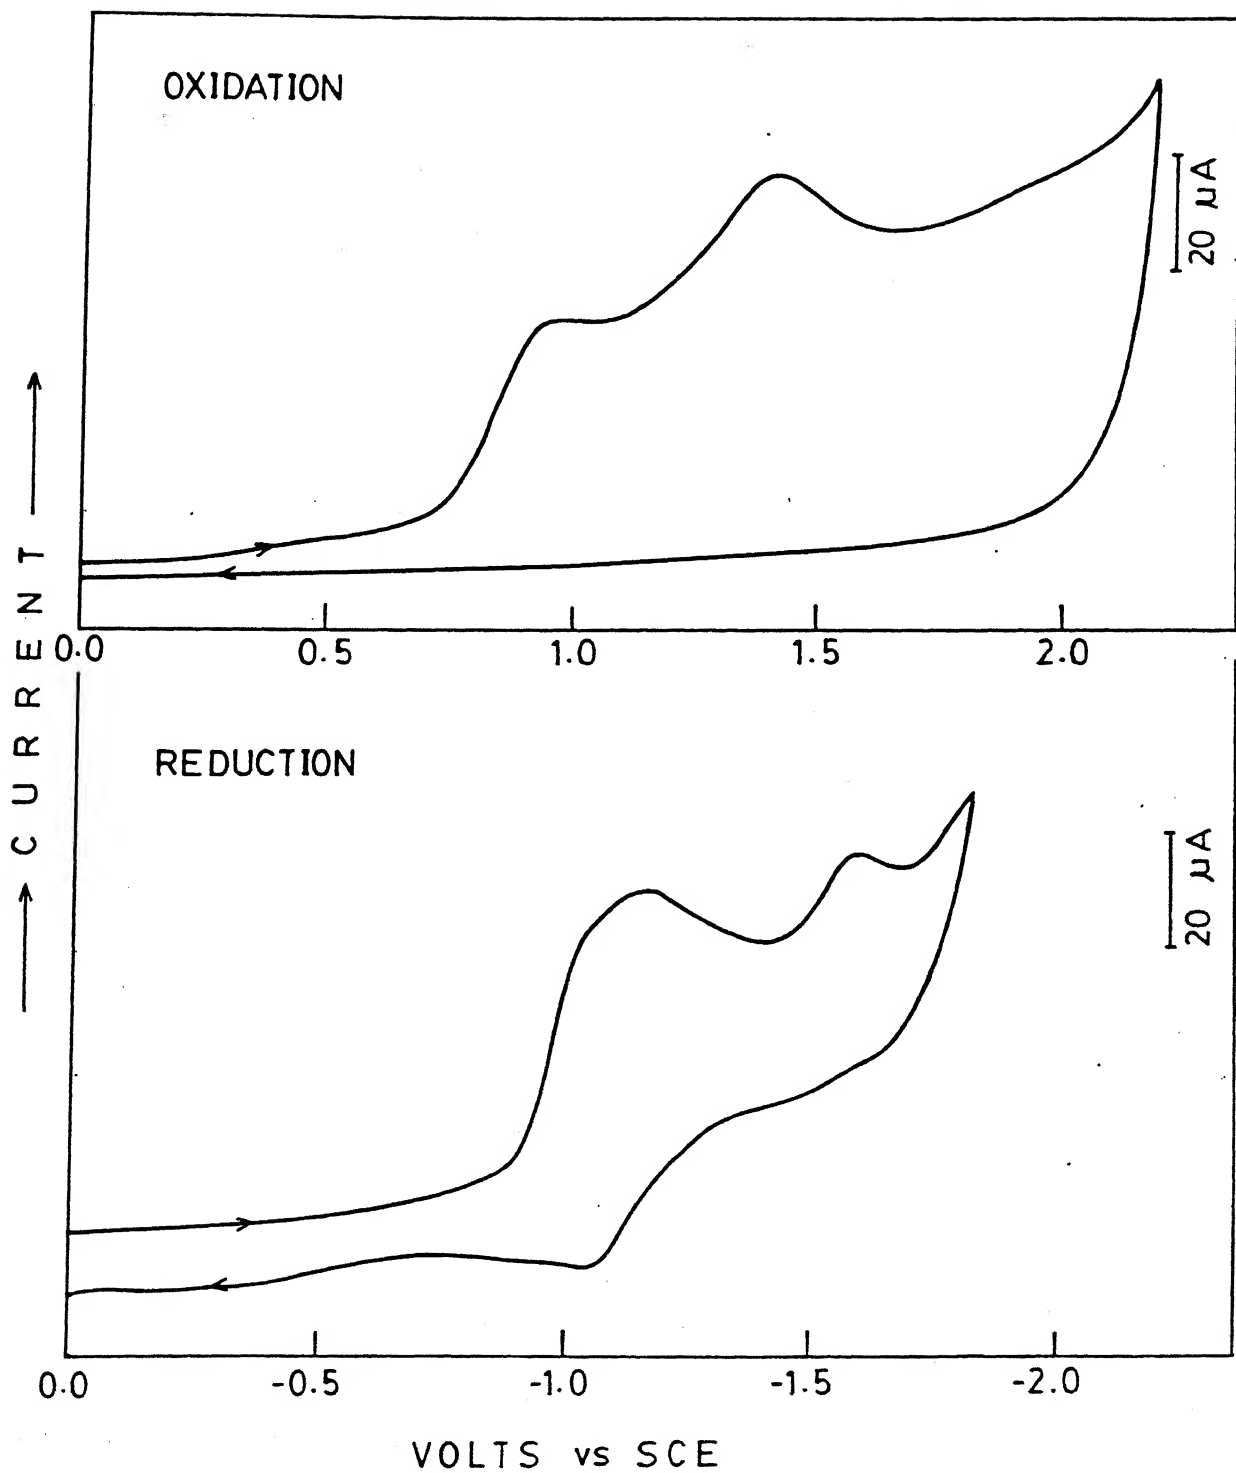 OXIDATION
20 μA
0.0 0.5 1.0 1.5 2.0
→ CURRENT →
REDUCTION
20 μA
0.0 -0.5 -1.0 -1.5 -2.0
VOLTS vs SCE